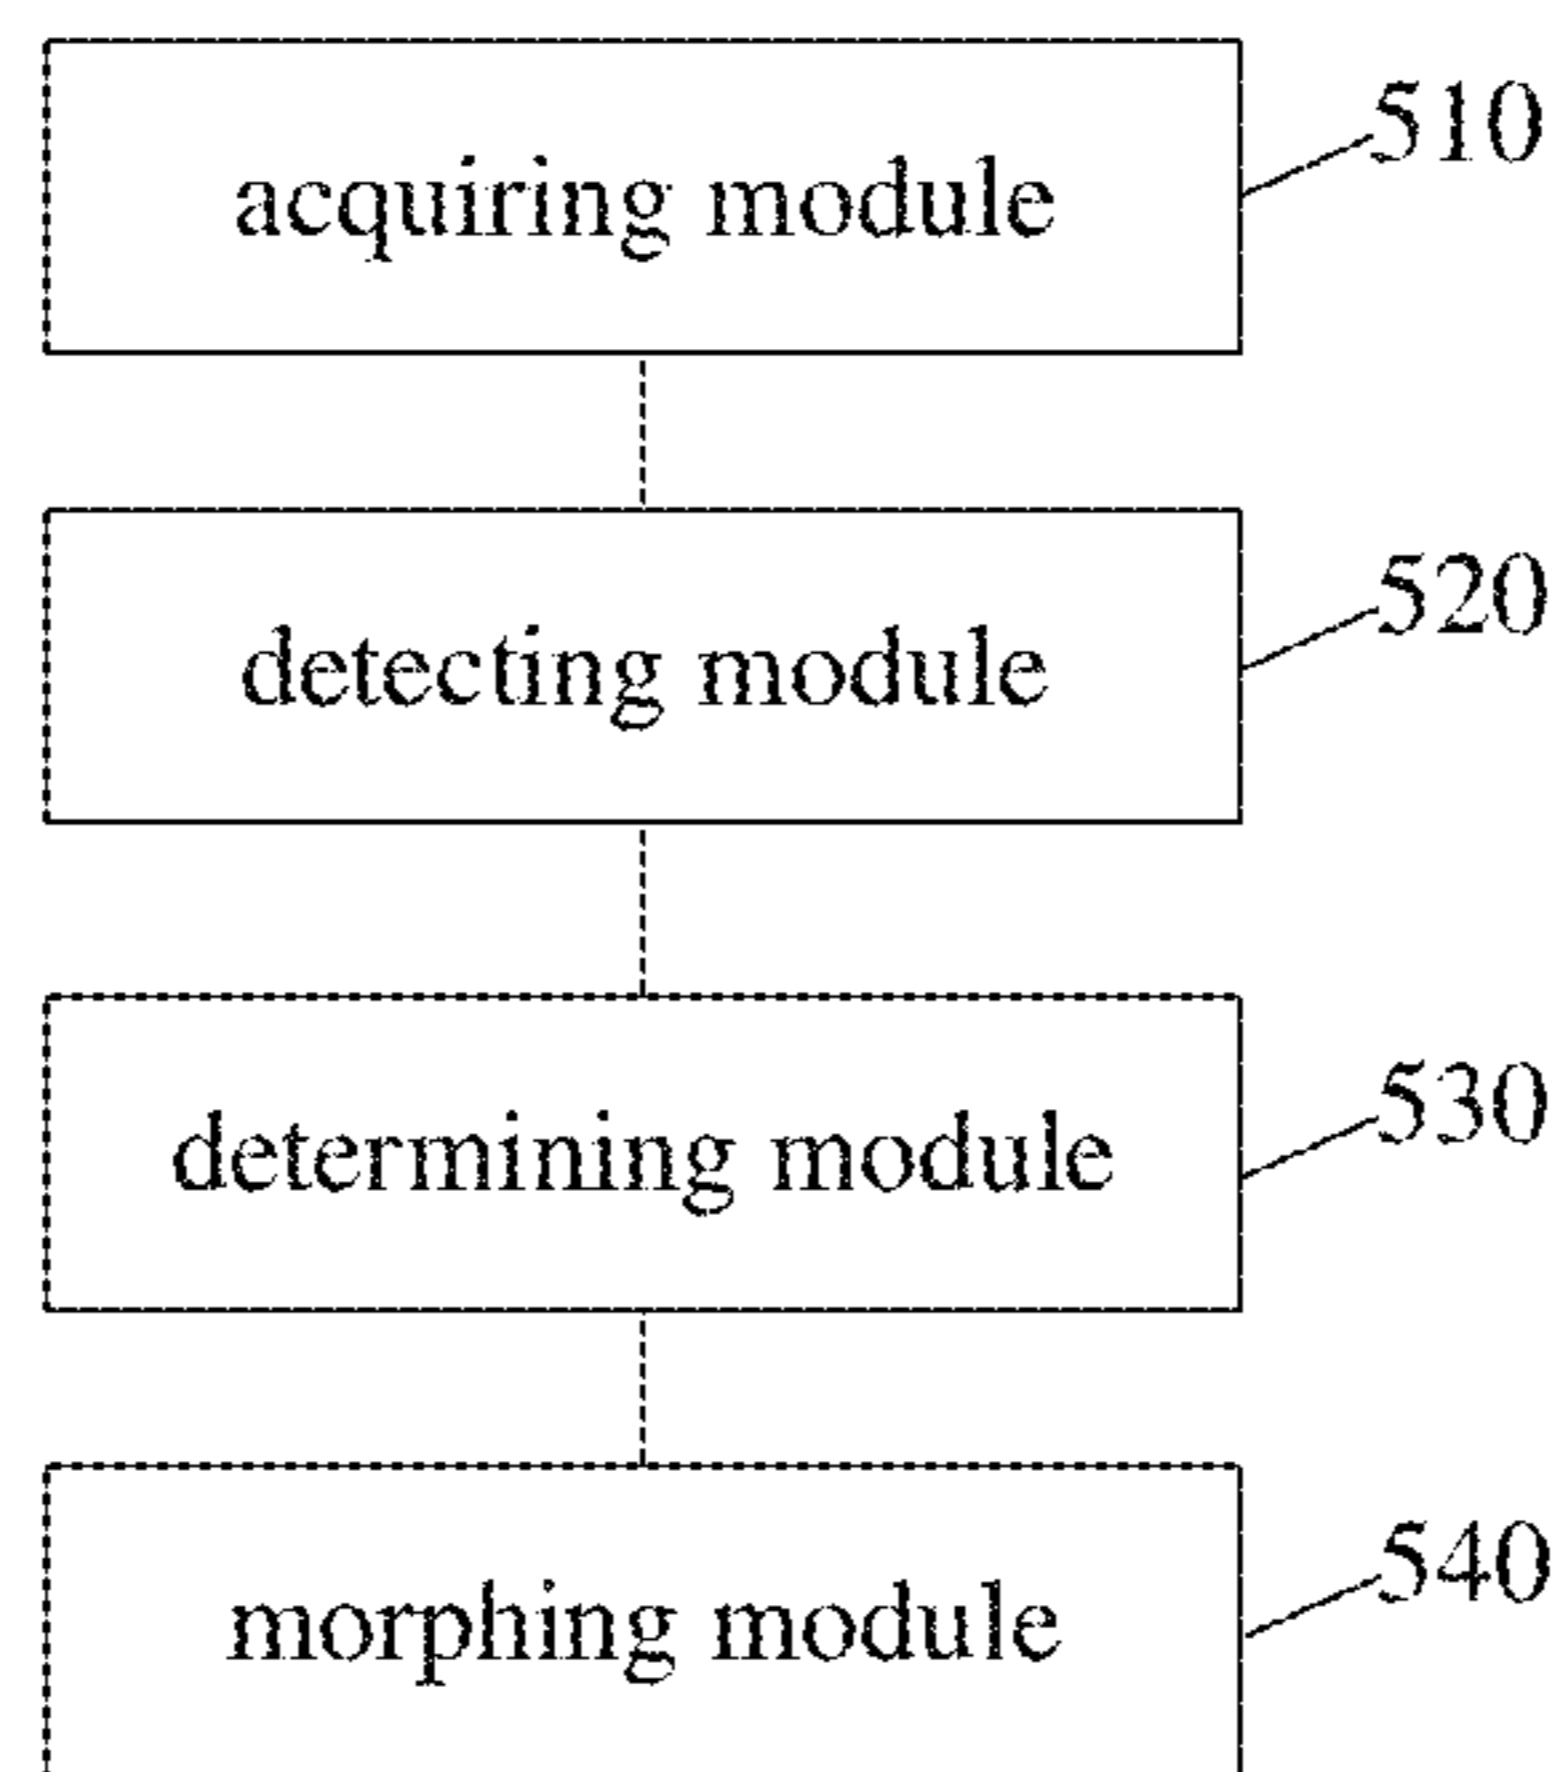 acquiring module
510
detecting module
520
determining module
530
morphing module
540